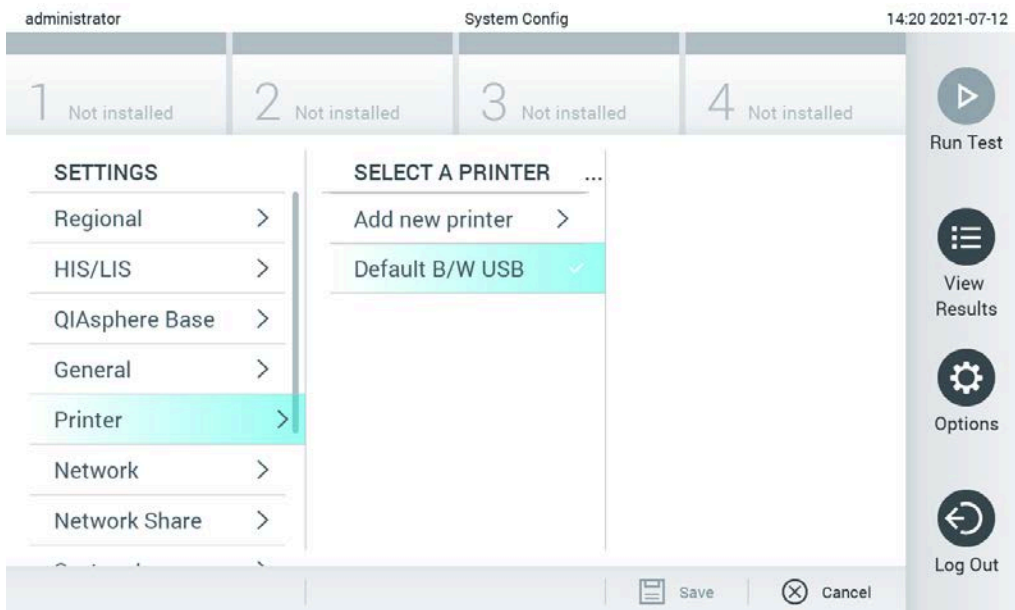 administrator System Config 14:20 2021-07-12
1 Not installed 2 Not installed 3 Not installed 4 Not installed
Run Test
SETTINGS
Regional
HIS/LIS
QIAsphere Base
General
Printer
Network
Network Share
SELECT A PRINTER ...
Add new printer
Default B/W USB
View
Results
Options
Log Out
Save Cancel